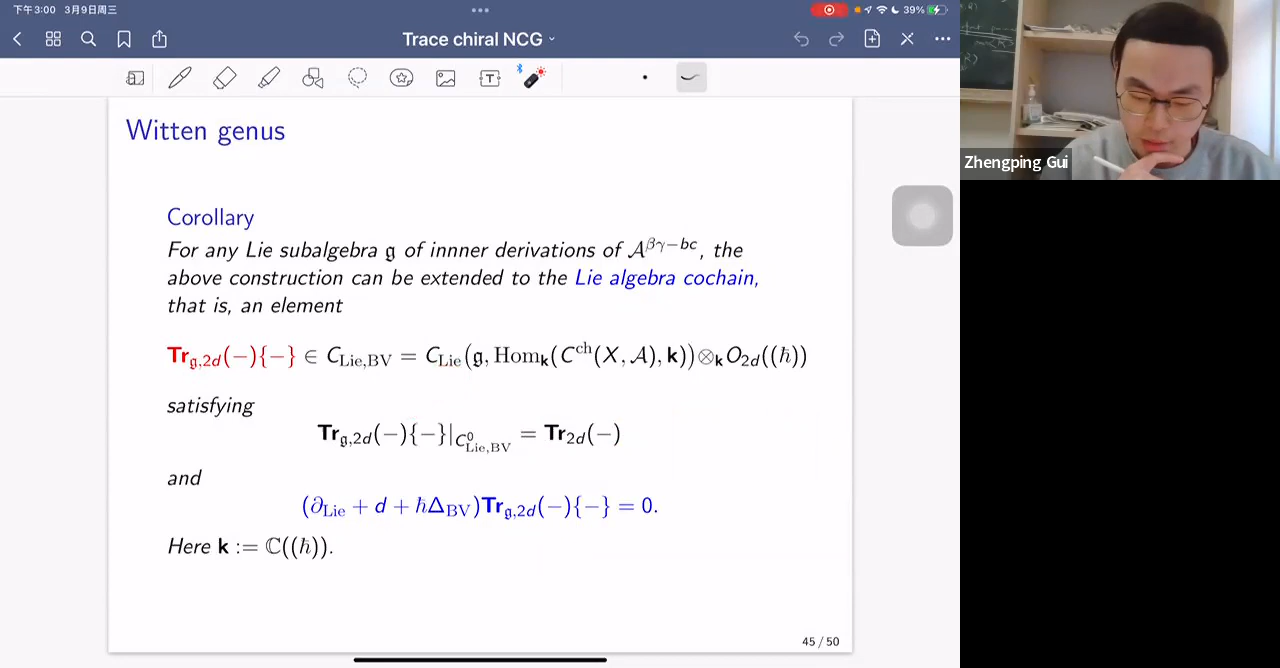 下午3:00 3月9日周三
39%
Trace chiral NCG
Witten genus
Corollary
For any Lie subalgebra 𝔤 of innner derivations of 𝒜^{βγ−bc}, the
above construction can be extended to the Lie algebra cochain,
that is, an element
Tr_{𝔤,2d}(−){−} ∈ C_{Lie,BV} = C_{Lie}(𝔤, Hom_k(C^{ch}(X, 𝒜), k)) ⊗_k O_{2d}((ℏ))
satisfying
Tr_{𝔤,2d}(−){−}|_{C^0_{Lie,BV}} = Tr_{2d}(−)
and
(∂_{Lie} + d + ℏΔ_{BV})Tr_{𝔤,2d}(−){−} = 0.
Here k := ℂ((ℏ)).
45 / 50
Zhengping Gui